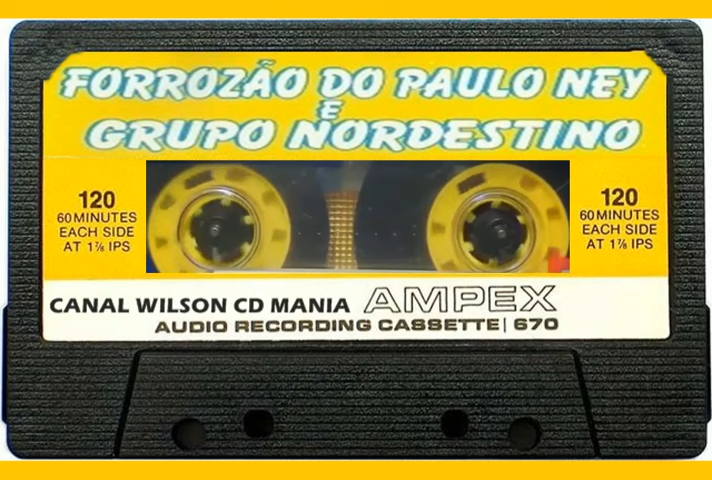 FORROZÃO DO PAULO NEY
E
GRUPO NORDESTINO
120
60 MINUTES
EACH SIDE
AT 1⅞ IPS
120
60 MINUTES
EACH SIDE
AT 1⅞ IPS
CANAL WILSON CD MANIA AMPEX
AUDIO RECORDING CASSETTE| 670